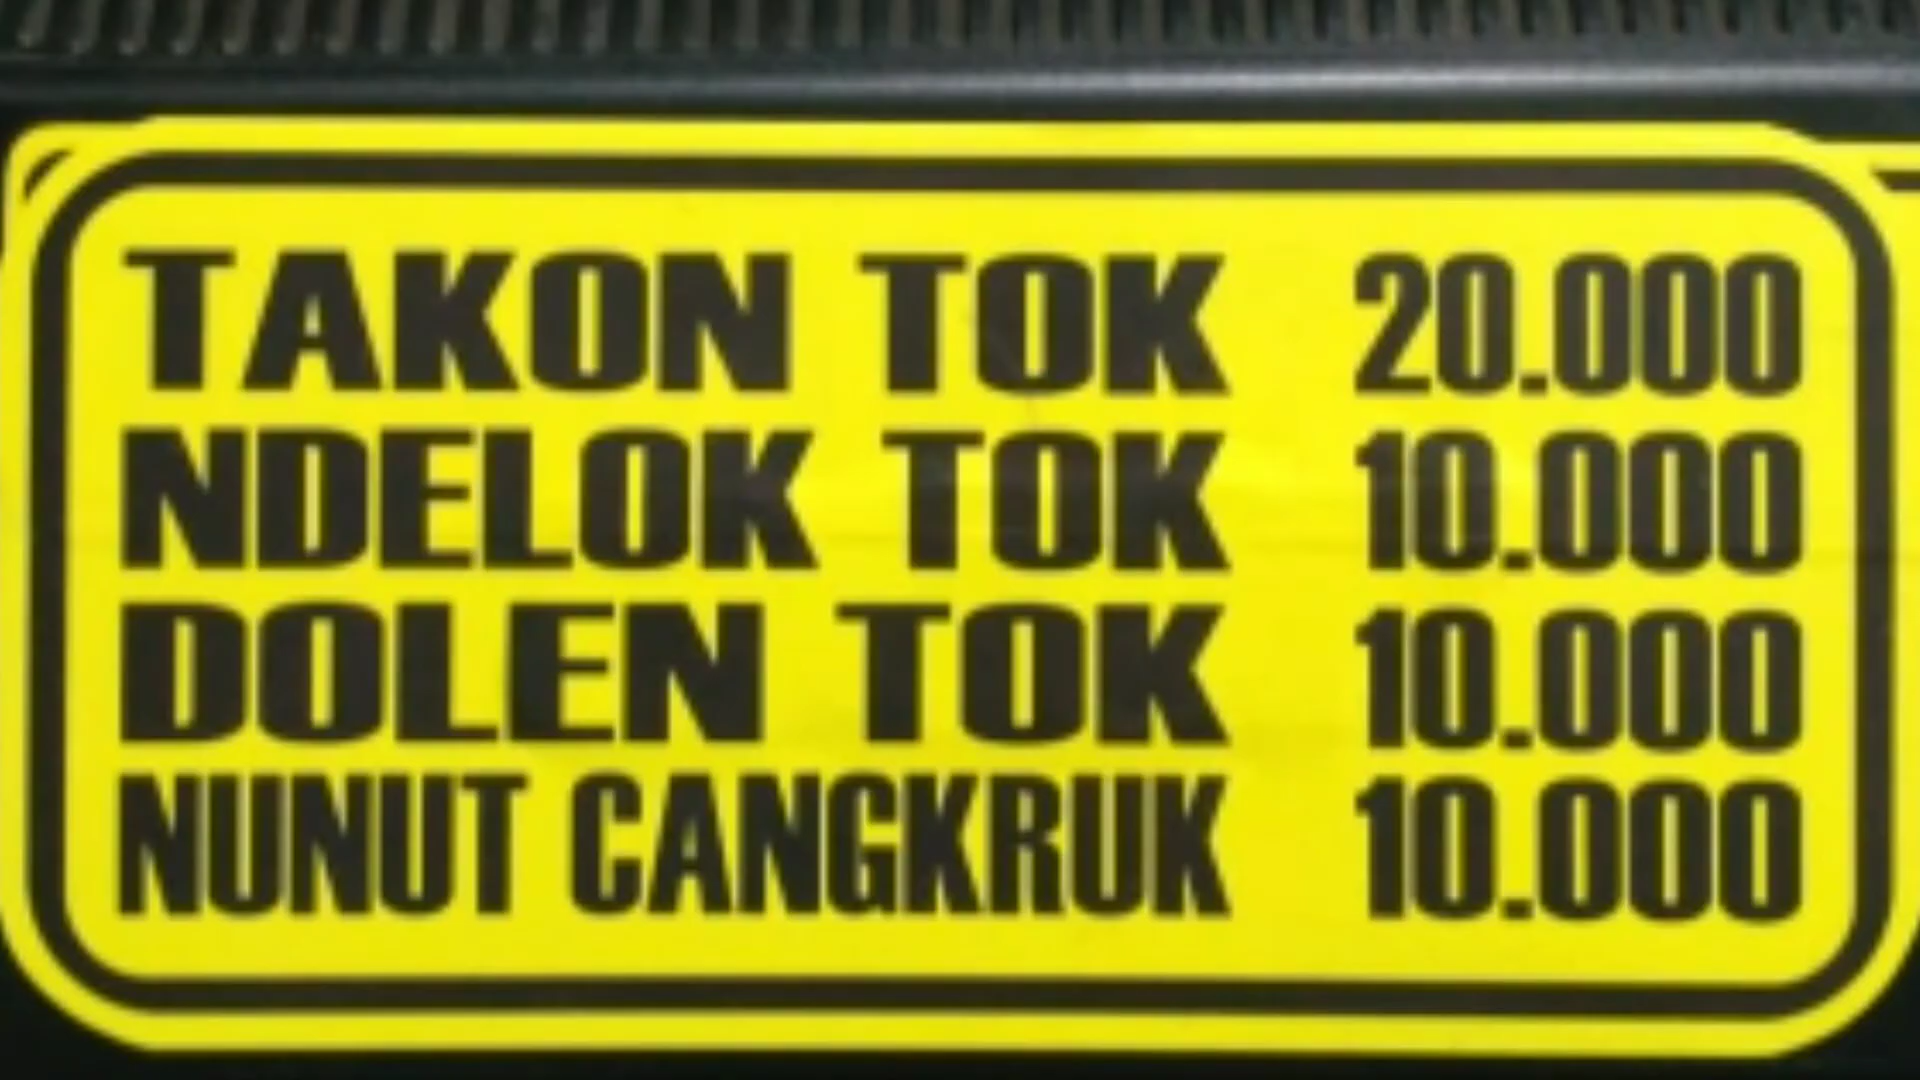 TAKON TOK 20.000
NDELOK TOK 10.000
DOLEN TOK 10.000
NUNUT CANGKRUK 10.000